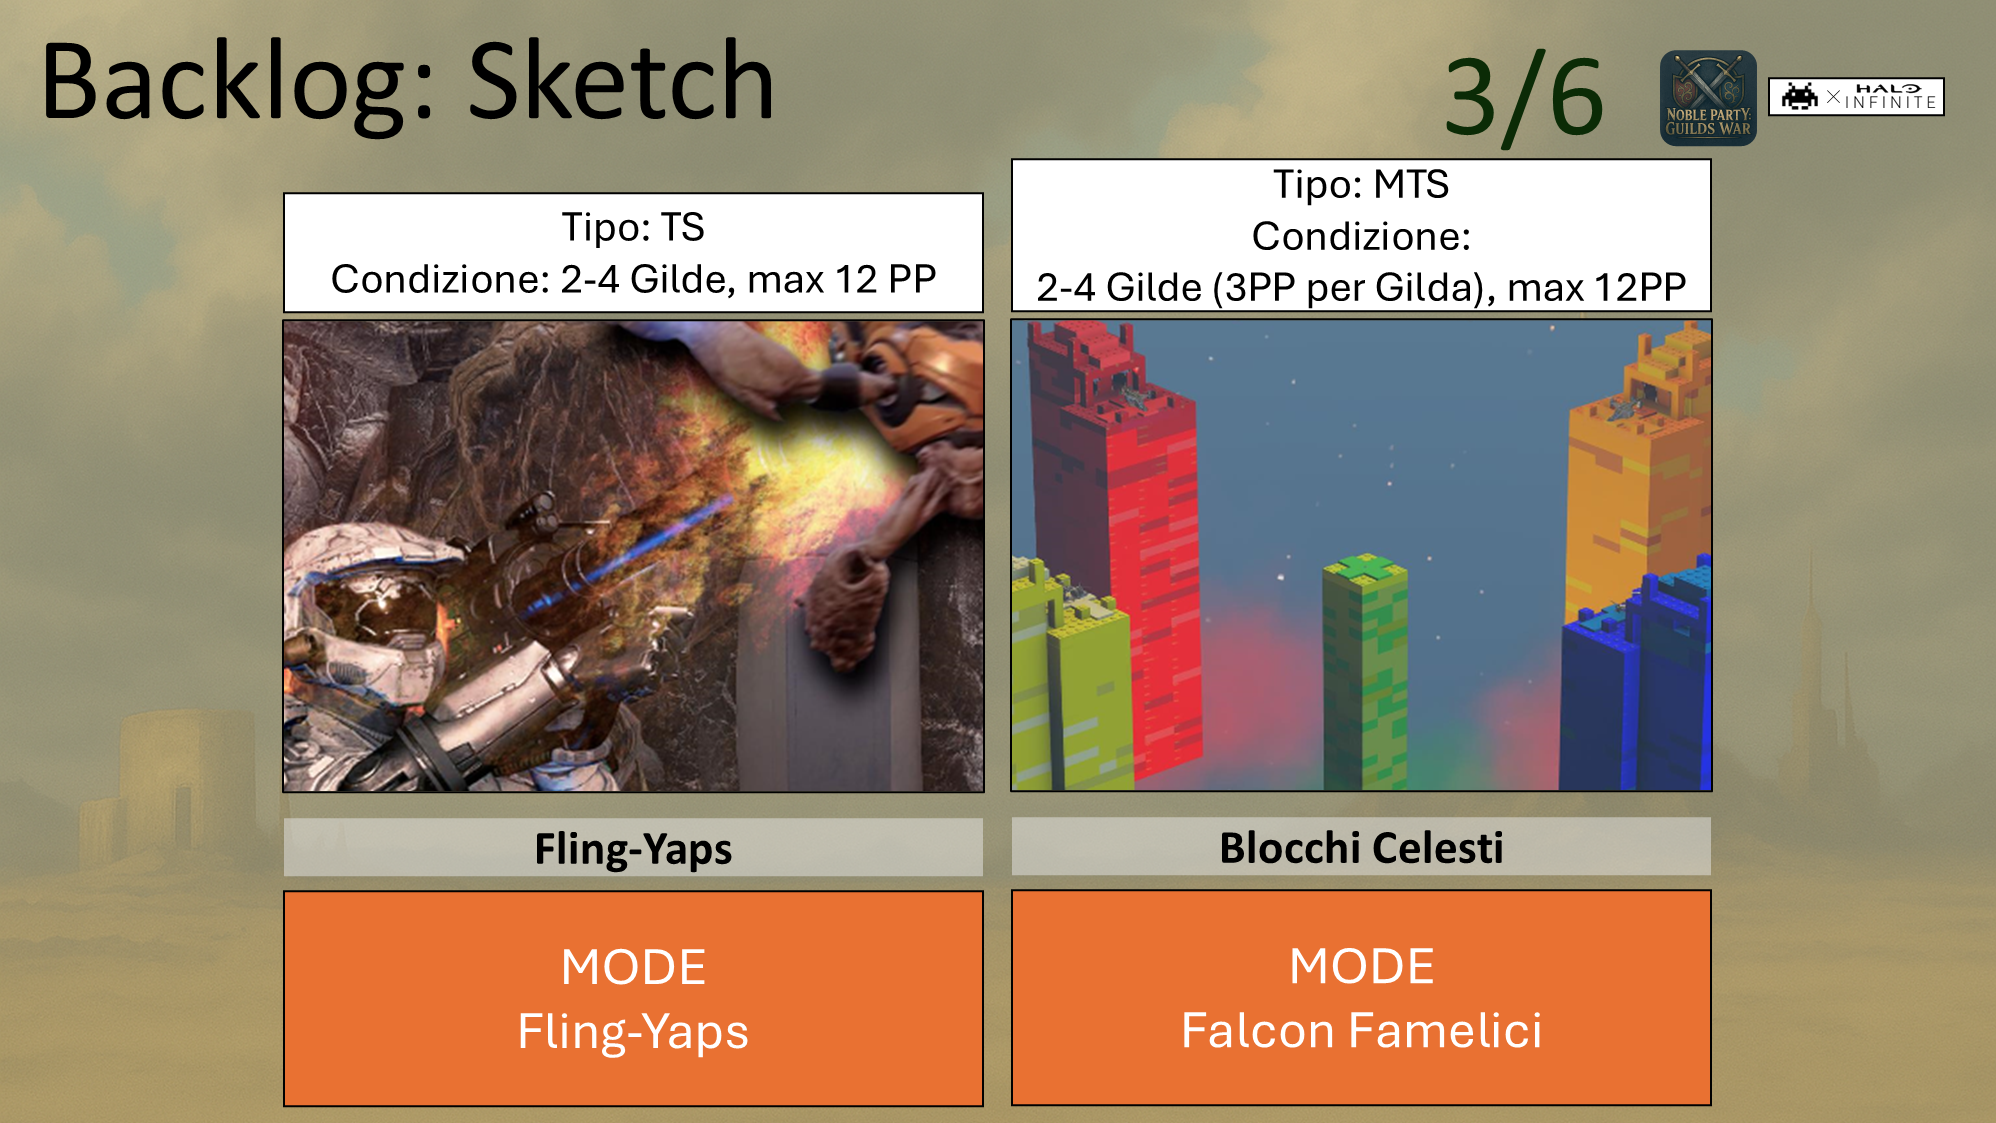 Backlog: Sketch
3/6
NOBLE PARTY:
GUILDS WAR
× HALO
INFINITE
Tipo: TS
Condizione: 2-4 Gilde, max 12 PP
Tipo: MTS
Condizione:
2-4 Gilde (3PP per Gilda), max 12PP
Fling-Yaps
Blocchi Celesti
MODE
Fling-Yaps
MODE
Falcon Famelici